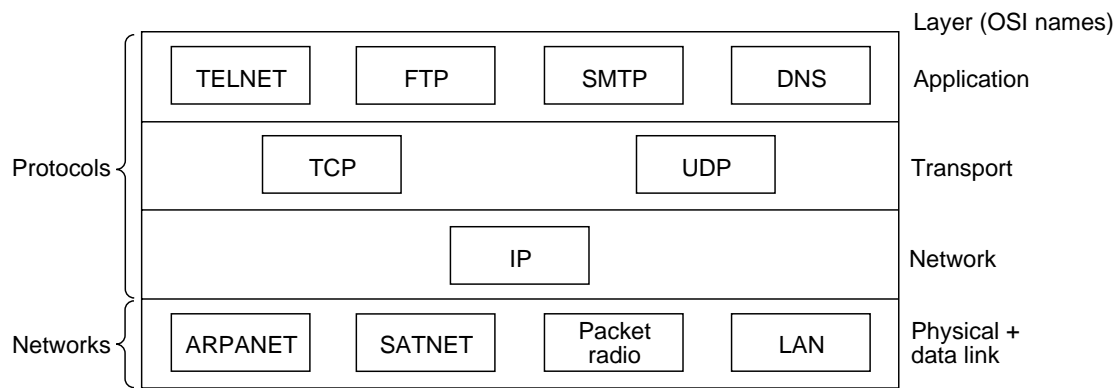 Layer (OSI names)
TELNET FTP SMTP DNS Application
Protocols TCP UDP Transport
IP Network
Networks ARPANET SATNET Packet radio LAN Physical + data link